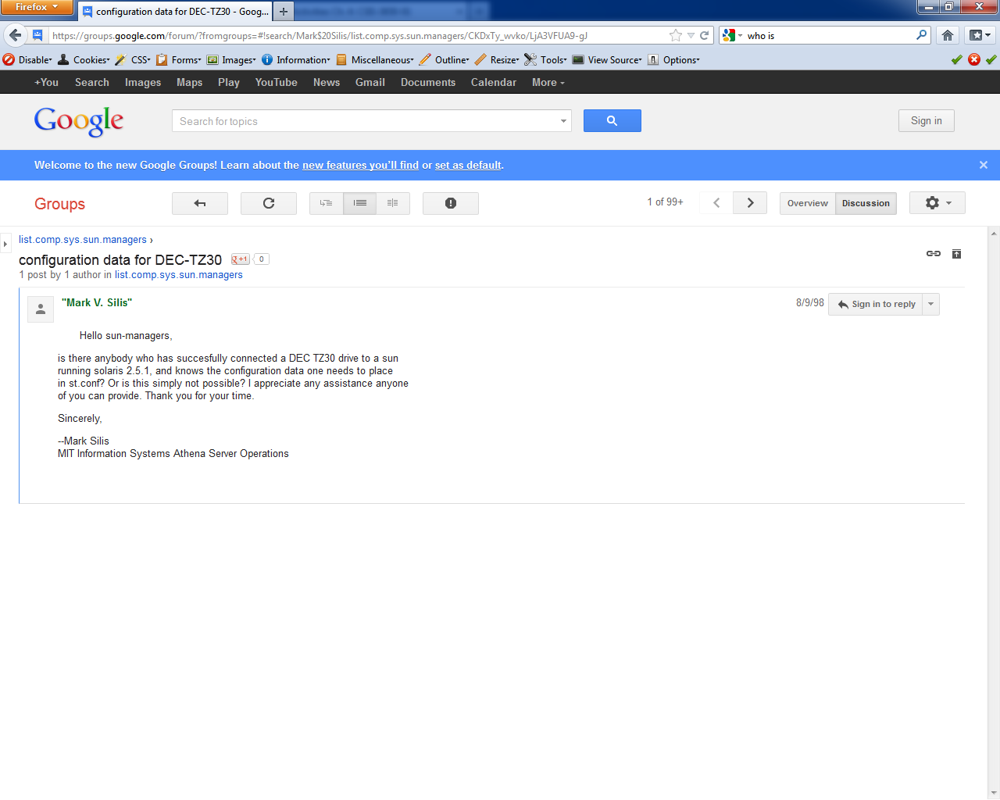 Firefox
configuration data for DEC-TZ30 - Goog...
https://groups.google.com/forum/?fromgroups=#!search/Mark$20Silis/list.comp.sys.sun.managers/CKDxTy_wvko/LjA3VFUA9-gJ
who is
Disable Cookies CSS Forms Images Information Miscellaneous Outline Resize Tools View Source Options
+You Search Images Maps Play YouTube News Gmail Documents Calendar More
Google
Search for topics
Sign in
Welcome to the new Google Groups! Learn about the new features you'll find or set as default.
Groups
1 of 99+
Overview Discussion
list.comp.sys.sun.managers ›
configuration data for DEC-TZ30
+1 0
1 post by 1 author in list.comp.sys.sun.managers
"Mark V. Silis"
8/9/98
Sign in to reply
Hello sun-managers,
is there anybody who has succesfully connected a DEC TZ30 drive to a sun
running solaris 2.5.1, and knows the configuration data one needs to place
in st.conf? Or is this simply not possible? I appreciate any assistance anyone
of you can provide. Thank you for your time.
Sincerely,
--Mark Silis
MIT Information Systems Athena Server Operations